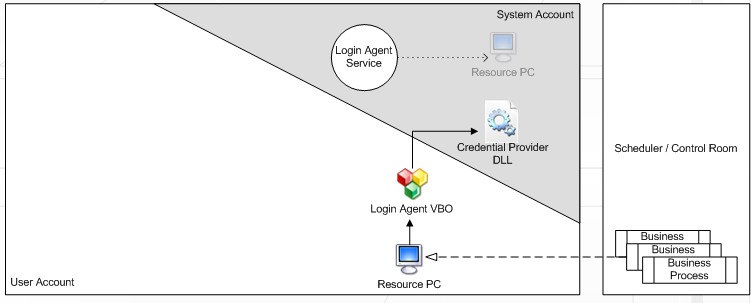 System Account
Login Agent
Service
Resource PC
Credential Provider
DLL
Scheduler / Control Room
Login Agent VBO
Business
Business
Business
Process
Resource PC
User Account